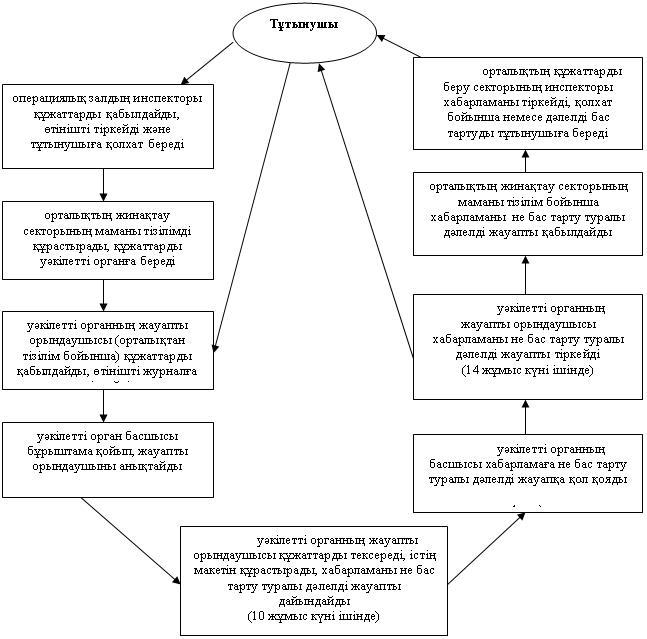 Тұтынушы
операциялық залдың инспекторы
құжаттарды қабылдайды,
өтінішті тіркейді және
тұтынушыға қолхат береді
орталықтың жинақтау
секторының маманы тізілімді
құрастырады, құжаттарды
уәкілетті органға береді
уәкілетті органның жауапты
орындаушысы (орталықтан
тізілім бойынша) құжаттарды
қабылдайды, өтінішті журналға
уәкілетті орган басшысы
бұрыштама қойып, жауапты
орындаушыны анықтайды
уәкілетті органның жауапты
орындаушысы құжаттарды тексереді, істің
макетін құрастырады, хабарламаны не бас
тарту туралы дәлелді жауапты
дайындайды
(10 жұмыс күні ішінде)
уәкілетті органның
басшысы хабарламаға не бас тарту
туралы дәлелді жауапқа қол қояды
уәкілетті органның
жауапты орындаушысы
хабарламаны не бас тарту туралы
дәлелді жауапты тіркейді
(14 жұмыс күні ішінде)
орталықтың жинақтау секторының
маманы тізілім бойынша
хабарламаны не бас тарту туралы
дәлелді жауапты қабылдайды
орталықтың құжаттарды
беру секторының инспекторы
хабарламаны тіркейді, қолхат
бойынша немесе дәлелді бас
тартуды тұтынушыға береді